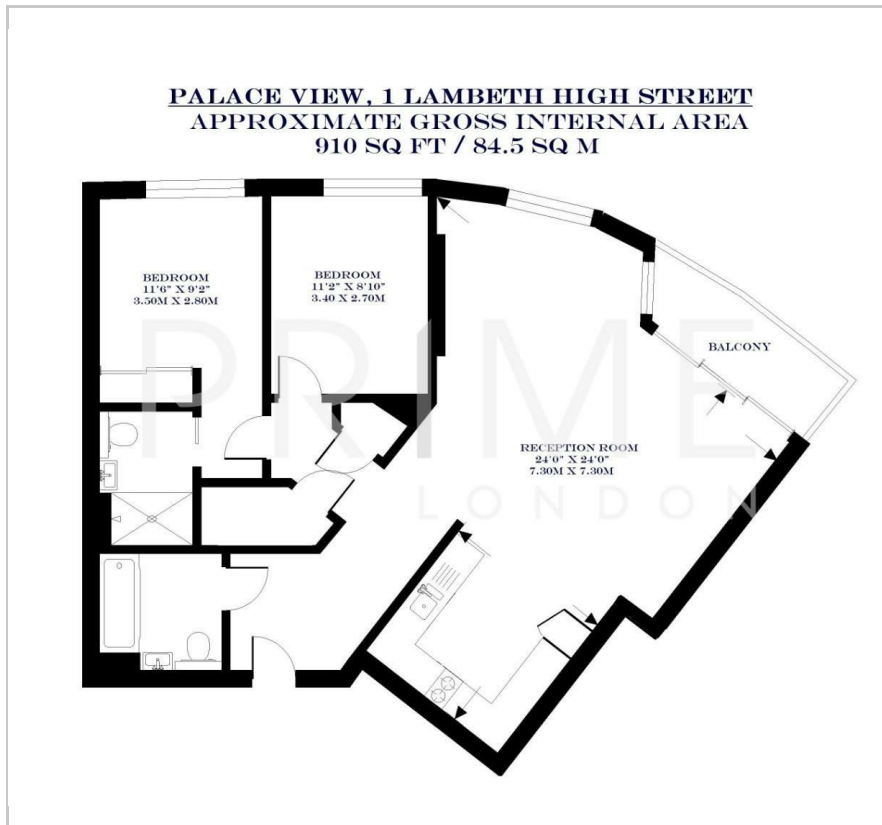 PALACE VIEW, 1 LAMBETH HIGH STREET
APPROXIMATE GROSS INTERNAL AREA
910 SQ FT / 84.5 SQ M
BEDROOM
11'6" X 9'2"
3.50M X 2.80M
BEDROOM
11'2" X 8'10"
3.40 X 2.70M
BALCONY
PRIME
LONDON
RECEPTION ROOM
24'0" X 24'0"
7.30M X 7.30M